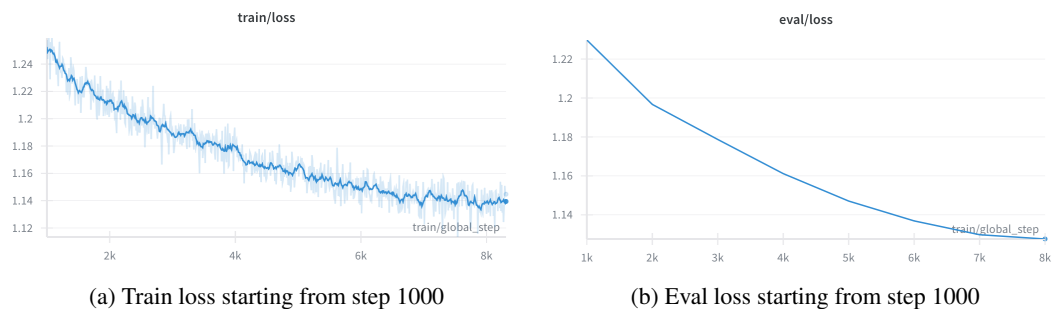 train/loss
1.24
1.22
1.2
1.18
1.16
1.14
1.12
train/global_step
2k 4k 6k 8k
(a) Train loss starting from step 1000
eval/loss
1.22
1.2
1.18
1.16
1.14
train/global_step
1k 2k 3k 4k 5k 6k 7k 8k
(b) Eval loss starting from step 1000